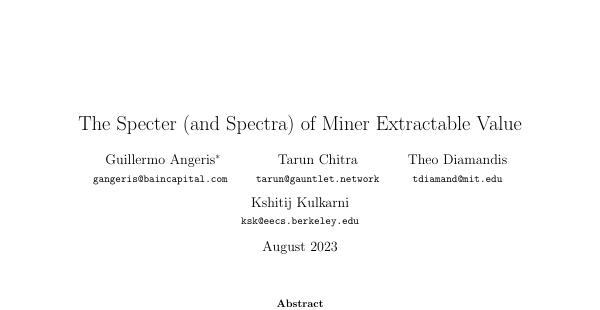 The Specter (and Spectra) of Miner Extractable Value
Guillermo Angeris* Tarun Chitra Theo Diamandis
gangeris@baincapital.com tarun@gauntlet.network tdiamand@mit.edu
Kshitij Kulkarni
ksk@eecs.berkeley.edu
August 2023
Abstract